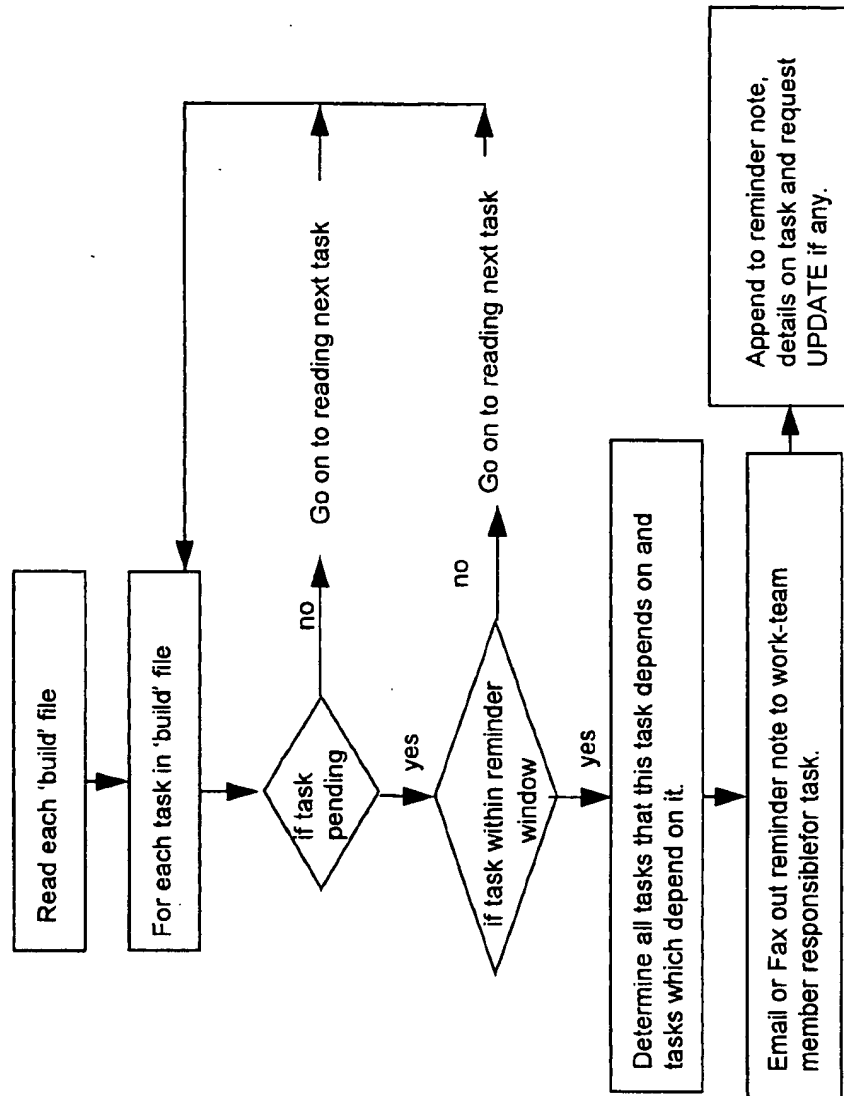 Read each 'build' file
For each task in 'build' file
if task
pending
no
Go on to reading next task
yes
if task within reminder
window
no
Go on to reading next task
yes
Determine all tasks that this task depends on and
tasks which depend on it.
Email or Fax out reminder note to work-team
member responsiblefor task.
Append to reminder note,
details on task and request
UPDATE if any.